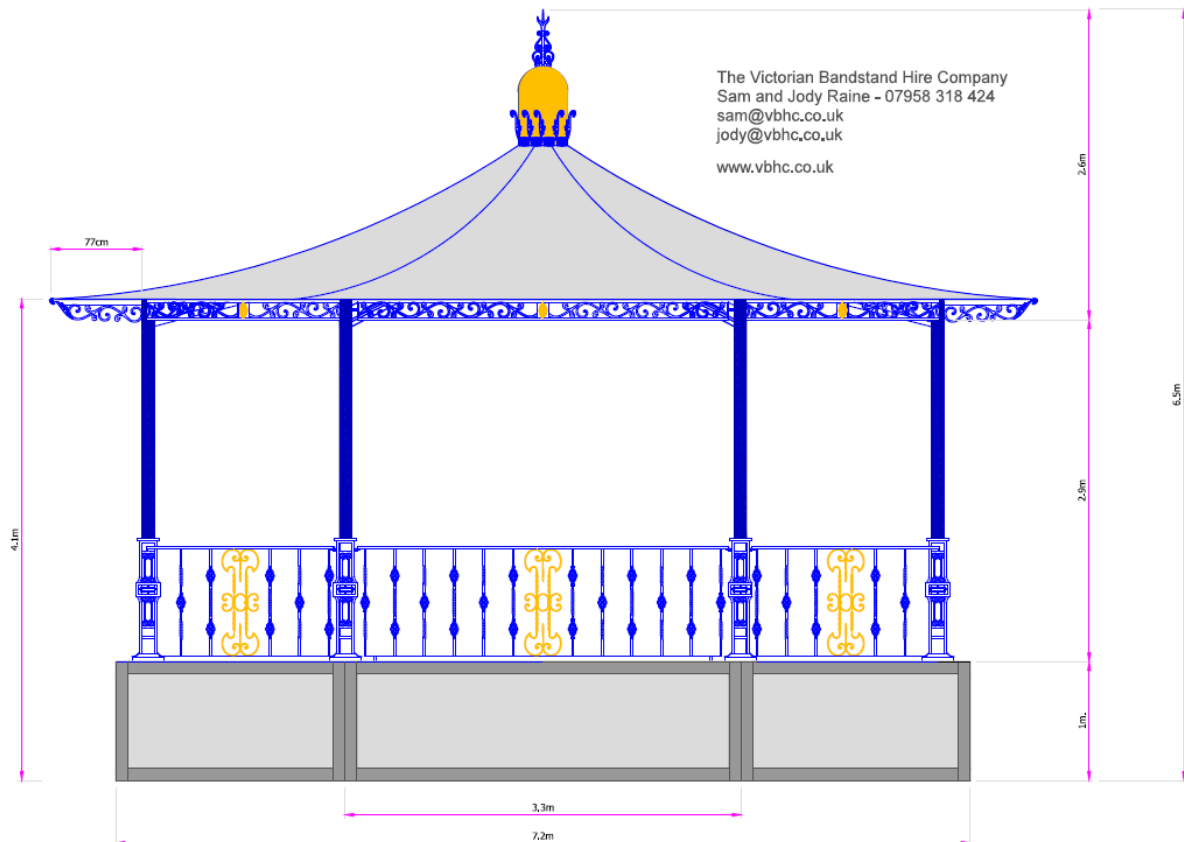 The Victorian Bandstand Hire Company
Sam and Jody Raine - 07958 318 424
sam@vbhc.co.uk
jody@vbhc.co.uk
www.vbhc.co.uk
2.6m
77cm
6.5m
2.9m
4.1m
1m.
3.3m
7.2m